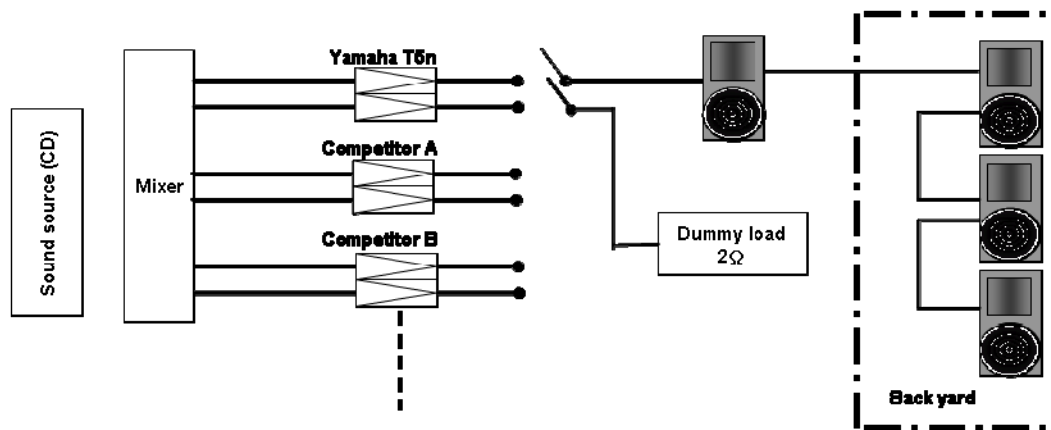 Sound source (CD)
Mixer
Yamaha T5n
Competitor A
Competitor B
Dummy load
2Ω
Back yard